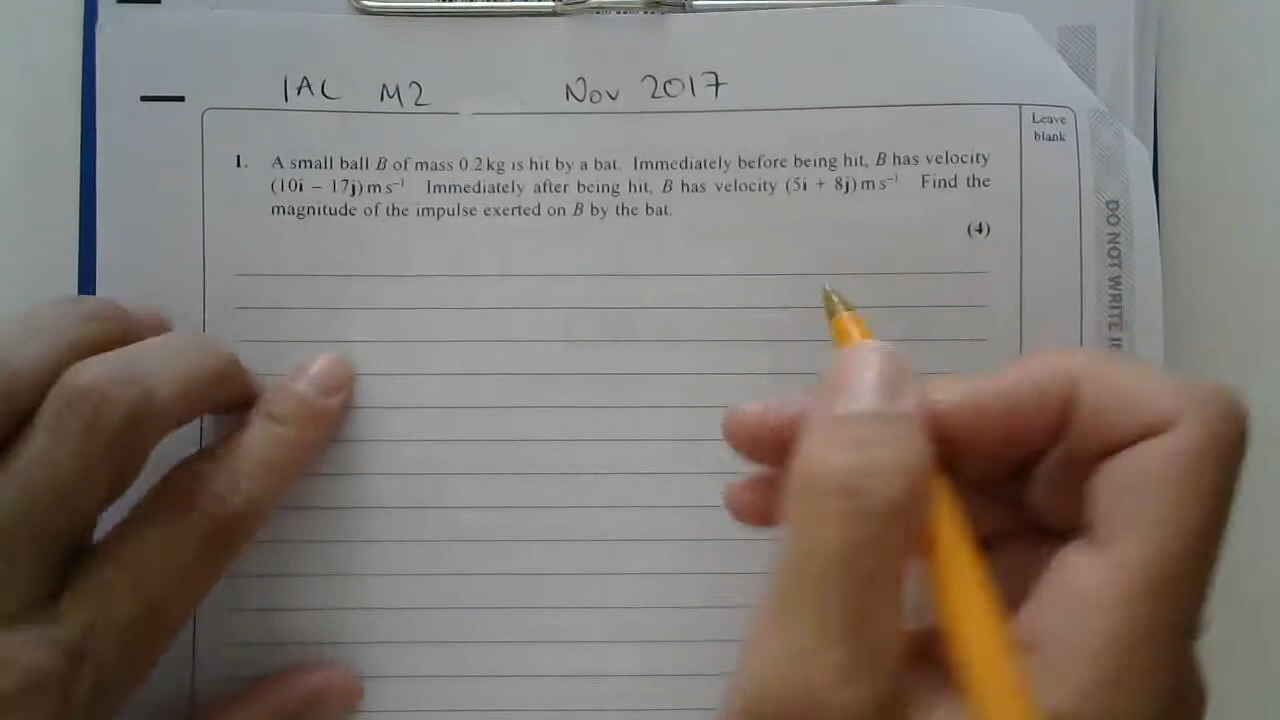 IAL M2 Nov 2017
Leave
blank
1. A small ball B of mass 0.2 kg is hit by a bat. Immediately before being hit, B has velocity
(10i − 17j) m s⁻¹ Immediately after being hit, B has velocity (5i + 8j) m s⁻¹ Find the
magnitude of the impulse exerted on B by the bat.
(4)
DO NOT WRITE IN